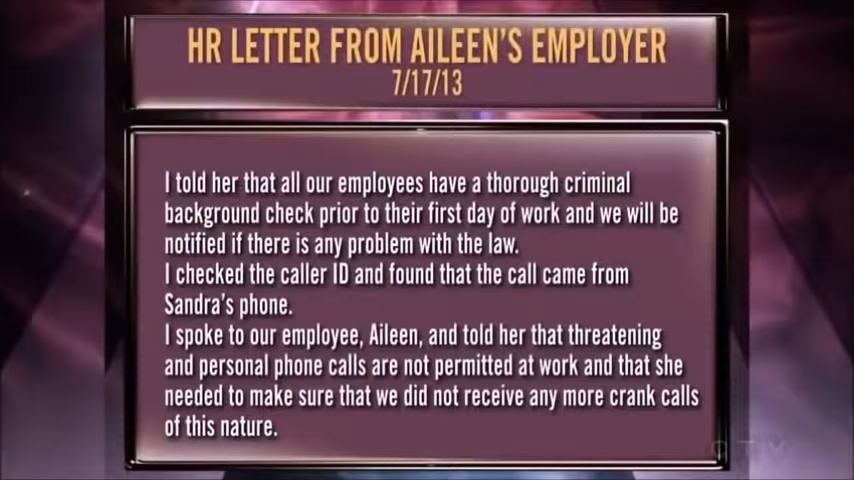 HR LETTER FROM AILEEN'S EMPLOYER
7/17/13
I told her that all our employees have a thorough criminal
background check prior to their first day of work and we will be
notified if there is any problem with the law.
I checked the caller ID and found that the call came from
Sandra's phone.
I spoke to our employee, Aileen, and told her that threatening
and personal phone calls are not permitted at work and that she
needed to make sure that we did not receive any more crank calls
of this nature.